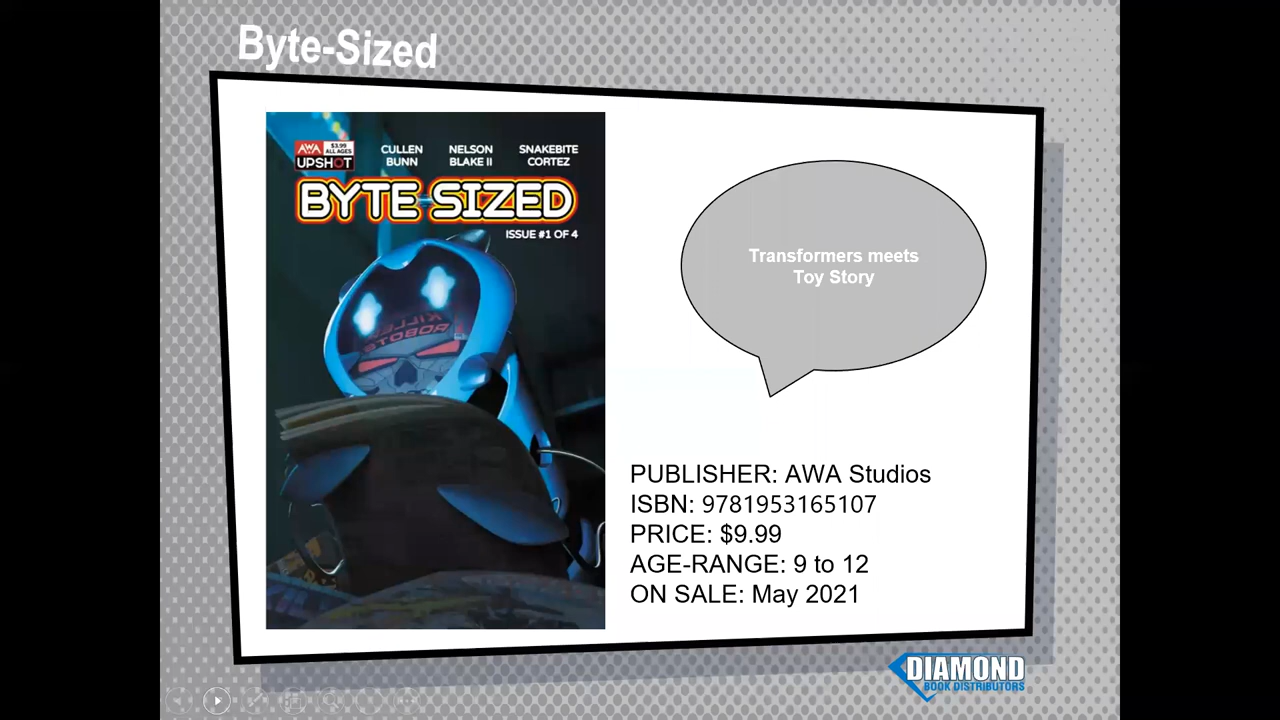 Byte-Sized
AWA
$3.99
ALL AGES
UPSHOT
CULLEN
BUNN
NELSON
BLAKE II
SNAKEBITE
CORTEZ
BYTE-SIZED
ISSUE #1 OF 4
KILLER
ROBOTS
Transformers meets
Toy Story
PUBLISHER: AWA Studios
ISBN: 9781953165107
PRICE: $9.99
AGE-RANGE: 9 to 12
ON SALE: May 2021
DIAMOND
BOOK DISTRIBUTORS